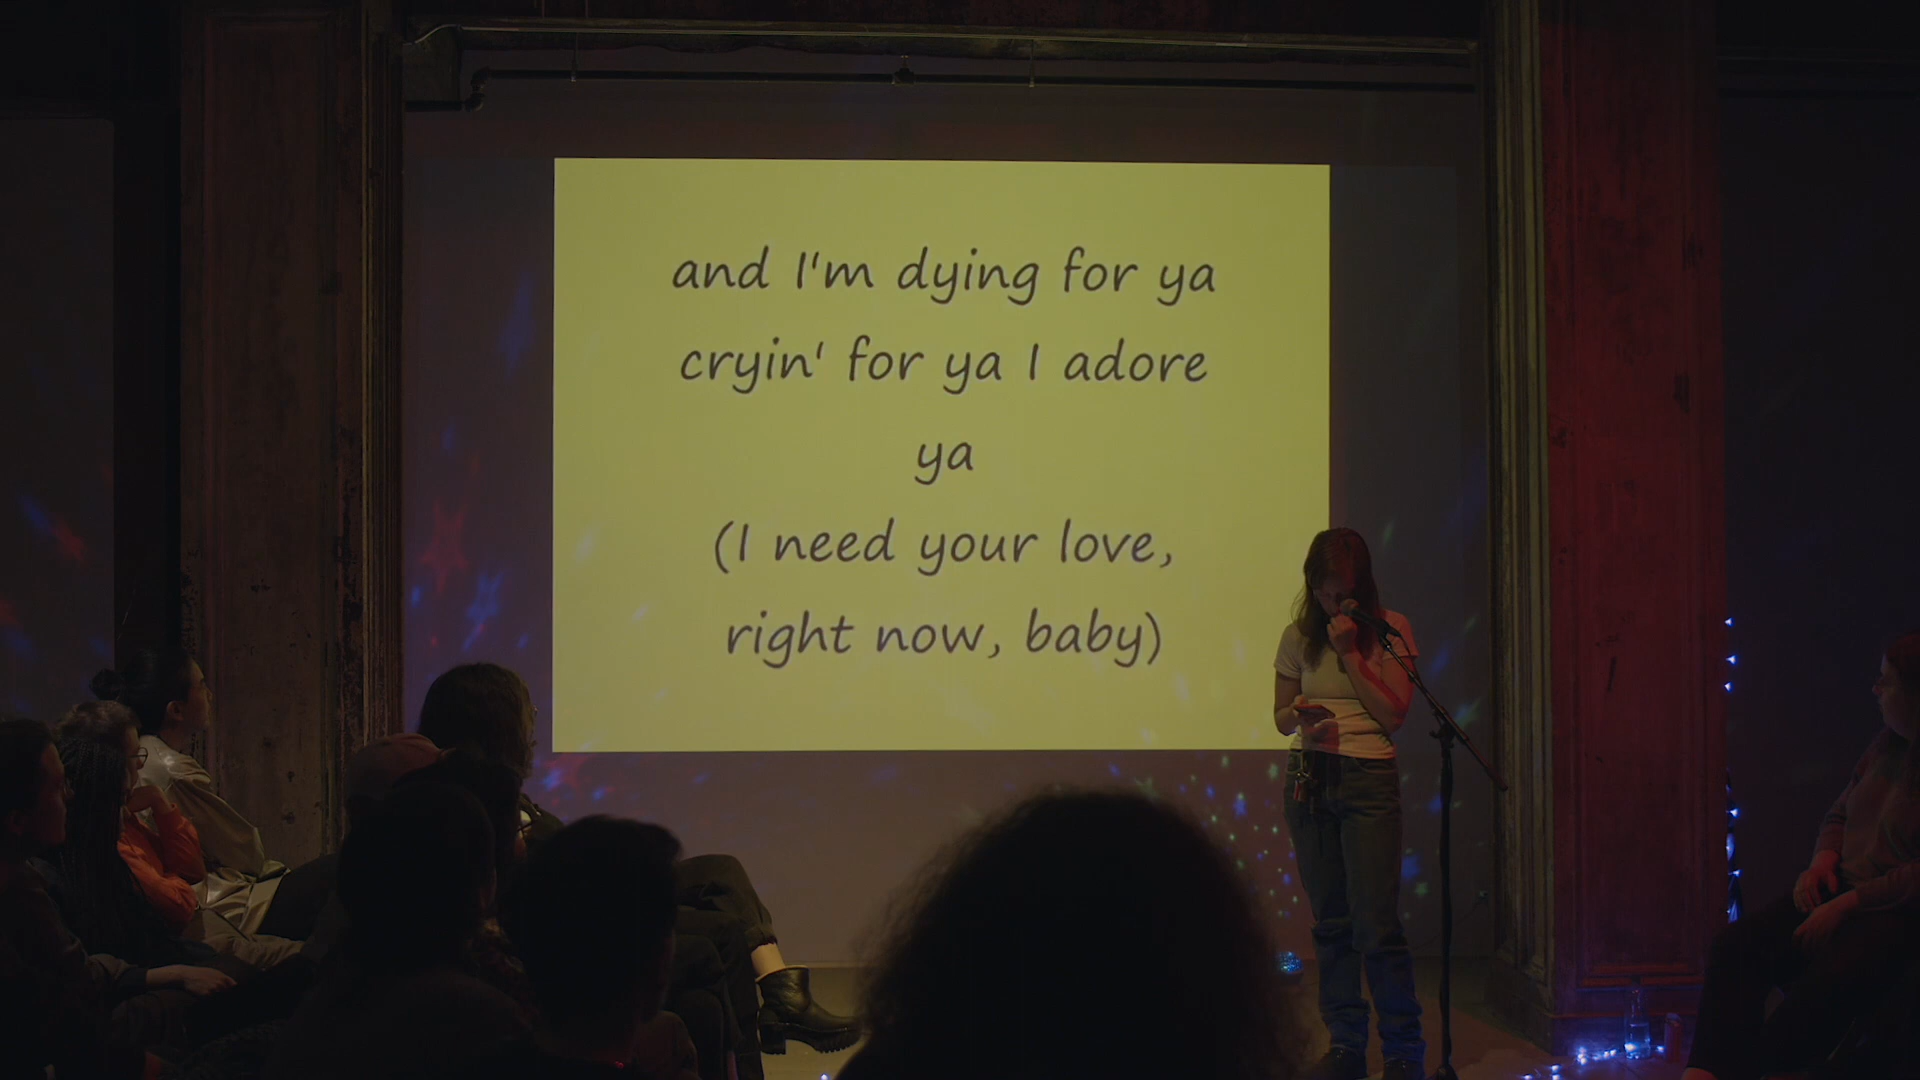 and I'm dying for ya
cryin' for ya I adore
ya
(I need your love,
right now, baby)